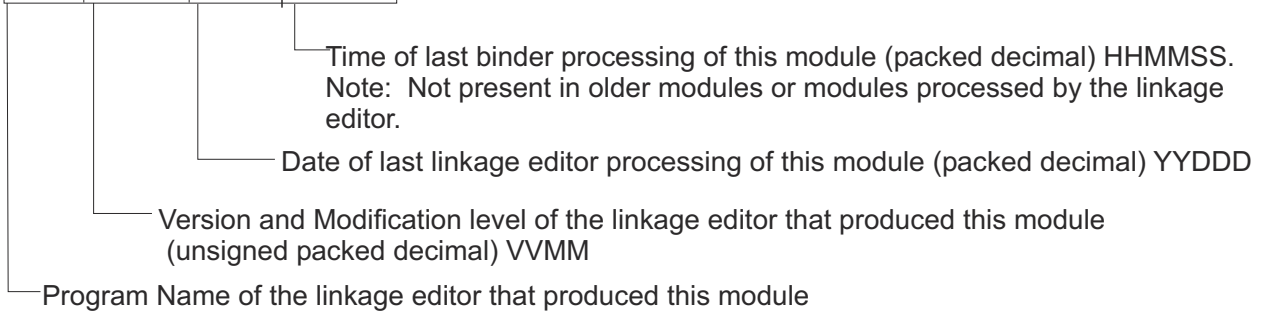 Time of last binder processing of this module (packed decimal) HHMMSS.
Note:  Not present in older modules or modules processed by the linkage
editor.
Date of last linkage editor processing of this module (packed decimal) YYDDD
Version and Modification level of the linkage editor that produced this module
(unsigned packed decimal) VVMM
Program Name of the linkage editor that produced this module